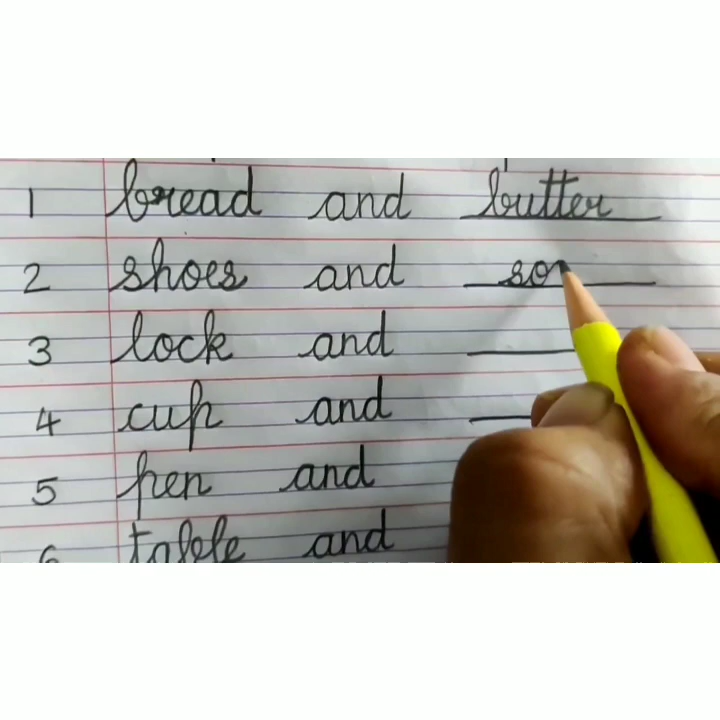 1 bread and butter
2 shoes and so
3 lock and
4 cup and
5 pen and
6 table and